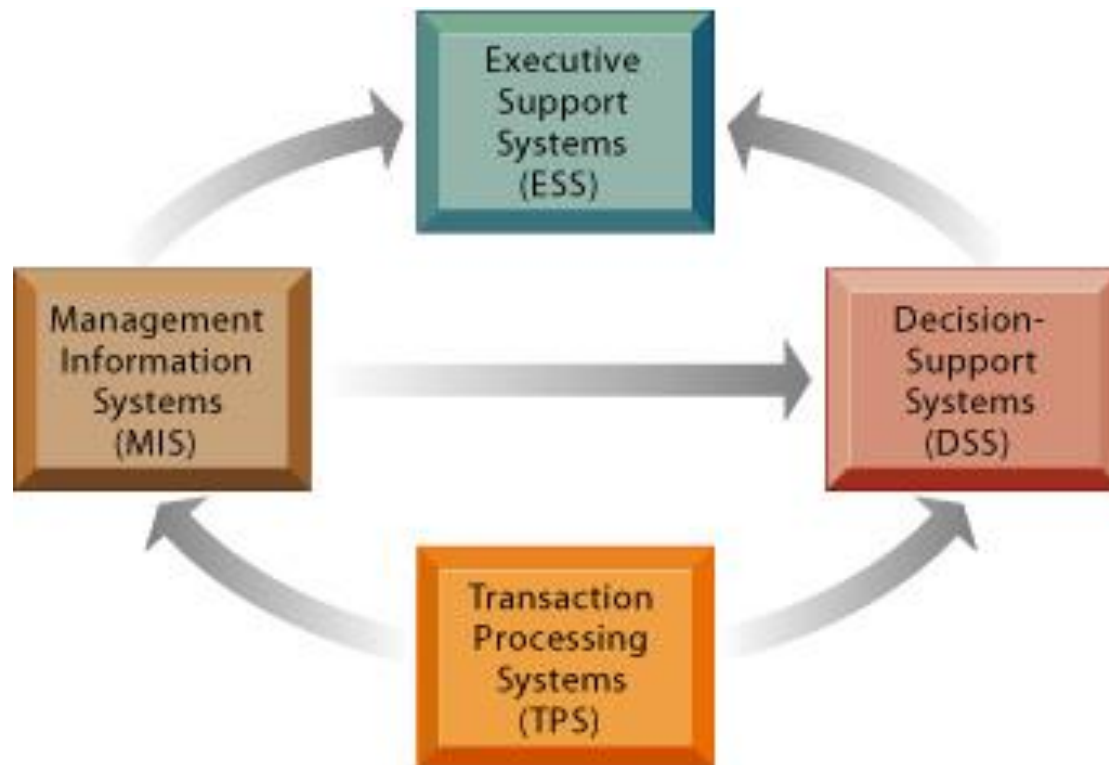 Executive
Support
Systems
(ESS)
Management
Information
Systems
(MIS)
Decision-
Support
Systems
(DSS)
Transaction
Processing
Systems
(TPS)